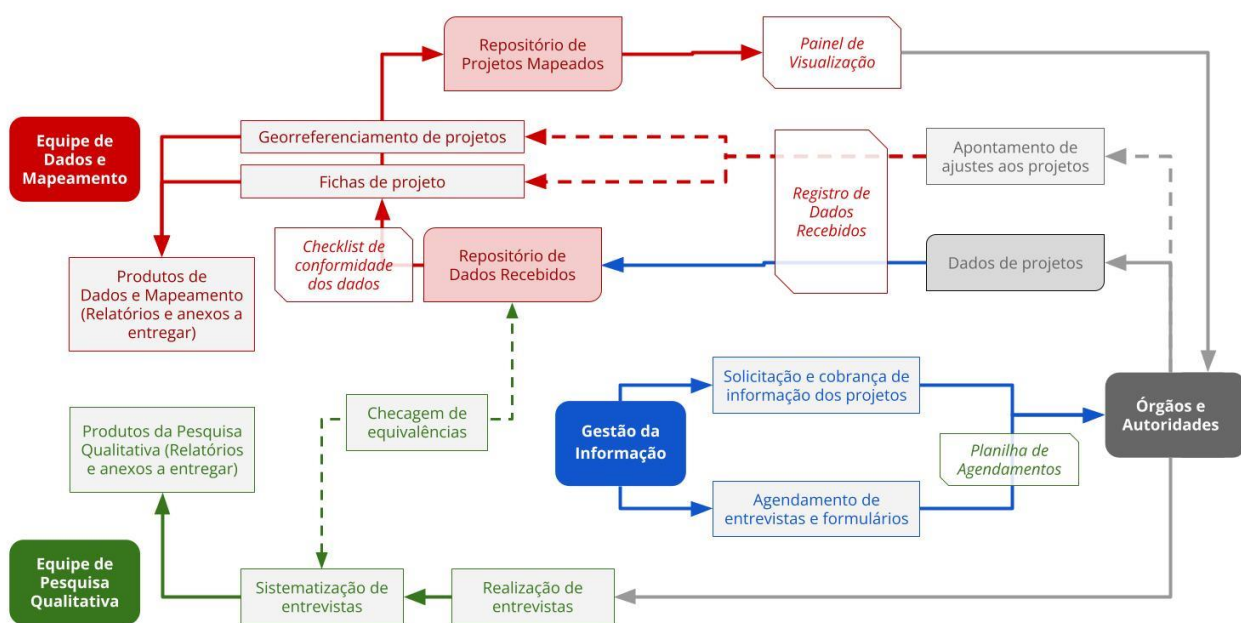 Repositório de
Projetos Mapeados
Painel de
Visualização
Equipe de
Dados e
Mapeamento
Georreferenciamento de projetos
Fichas de projeto
Apontamento de
ajustes aos projetos
Registro de
Dados
Recebidos
Checklist de
conformidade
dos dados
Repositório de
Dados Recebidos
Dados de projetos
Produtos de
Dados e Mapeamento
(Relatórios e anexos a
entregar)
Solicitação e cobrança de
informação dos projetos
Checagem de
equivalências
Gestão da
Informação
Órgãos e
Autoridades
Produtos da Pesquisa
Qualitativa (Relatórios
e anexos a entregar)
Planilha de
Agendamentos
Agendamento de
entrevistas e formulários
Equipe de
Pesquisa
Qualitativa
Sistematização de
entrevistas
Realização de
entrevistas